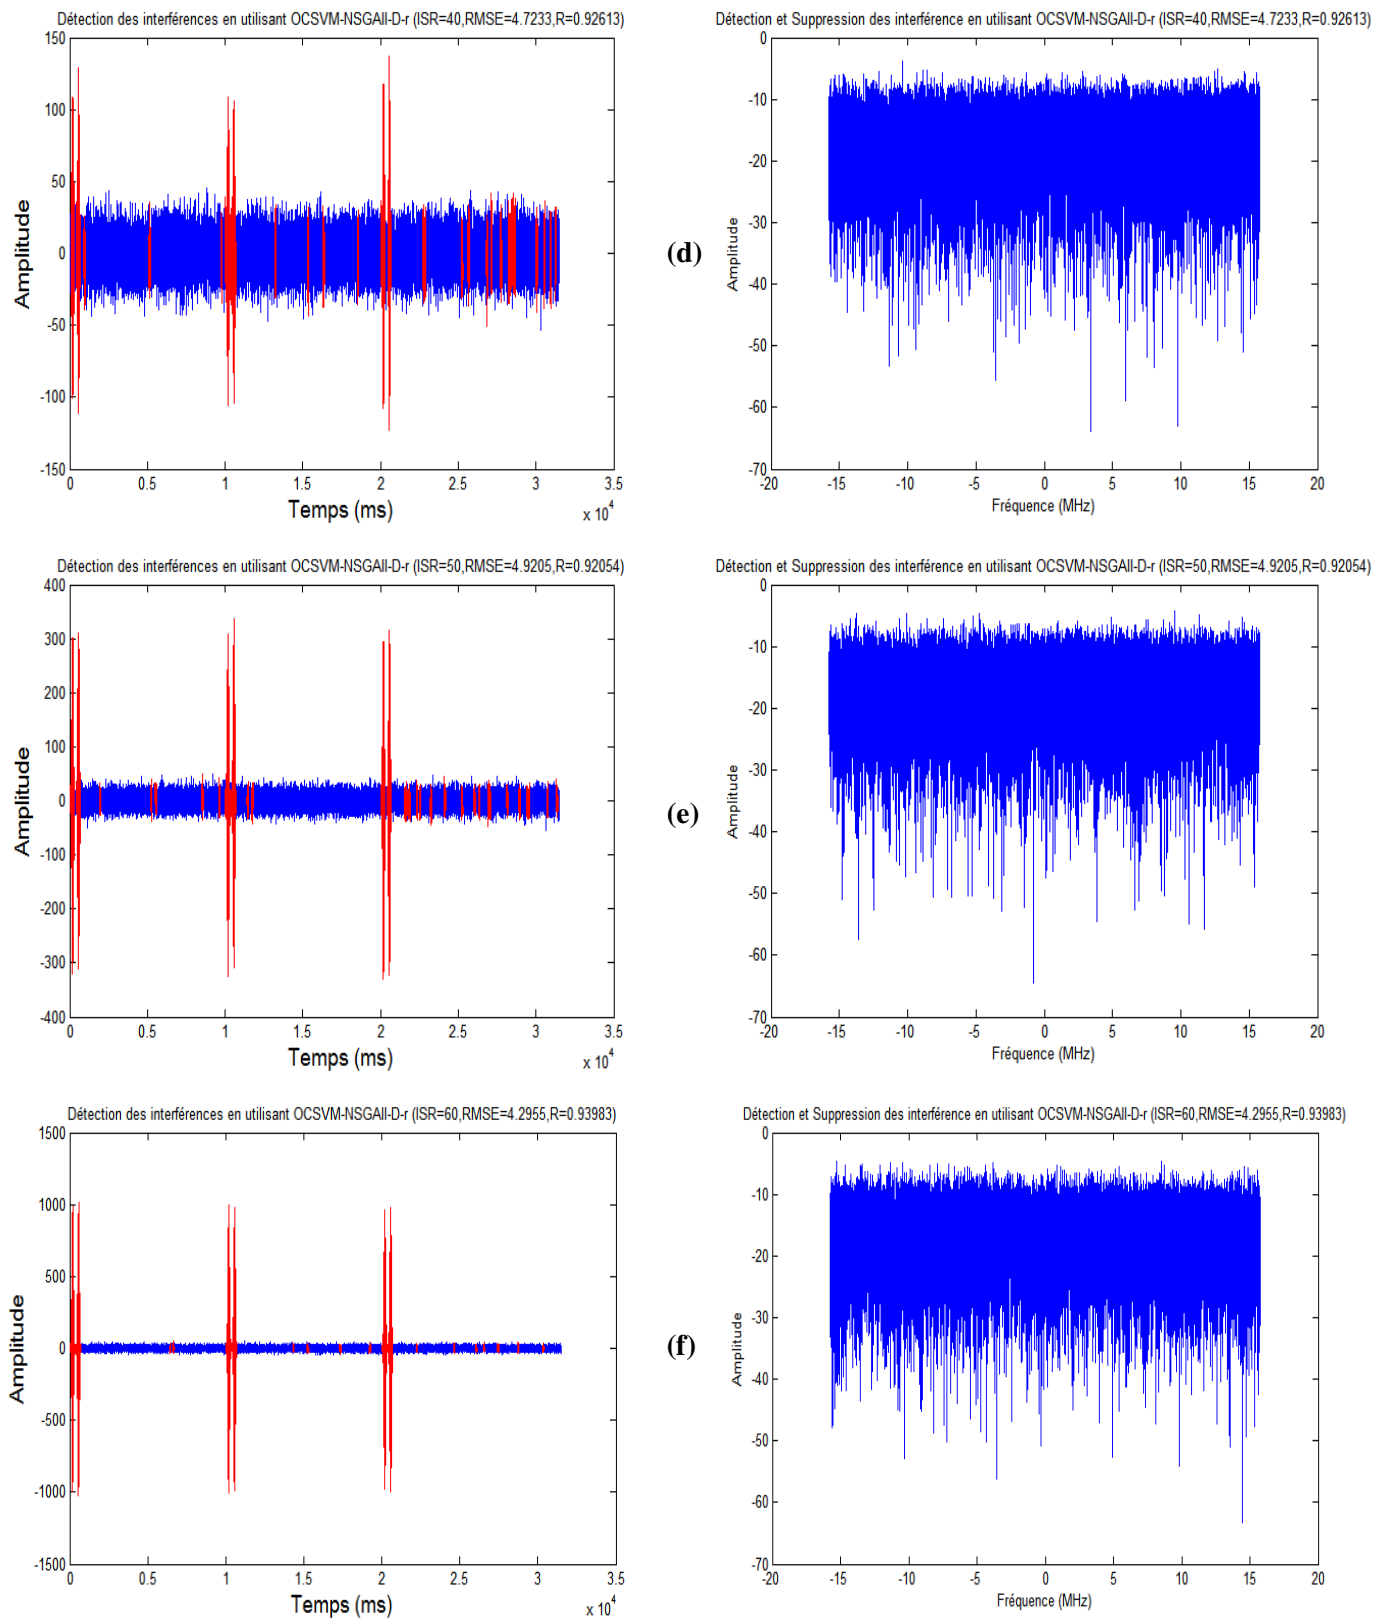 Détection des interférences en utilisant OCSVM-NSGAII-D-r (ISR=40,RMSE=4.7233,R=0.92613)
150
100
50
0
-50
-100
-150
Amplitude
0 0.5 1 1.5 2 2.5 3 3.5
Temps (ms)
x 10^4
(d)
Détection et Suppression des interférence en utilisant OCSVM-NSGAII-D-r (ISR=40,RMSE=4.7233,R=0.92613)
0
-10
-20
-30
-40
-50
-60
-70
Amplitude
-20 -15 -10 -5 0 5 10 15 20
Fréquence (MHz)
Détection des interférences en utilisant OCSVM-NSGAII-D-r (ISR=50,RMSE=4.9205,R=0.92054)
400
300
200
100
0
-100
-200
-300
-400
Amplitude
0 0.5 1 1.5 2 2.5 3 3.5
Temps (ms)
x 10^4
(e)
Détection et Suppression des interférence en utilisant OCSVM-NSGAII-D-r (ISR=50,RMSE=4.9205,R=0.92054)
0
-10
-20
-30
-40
-50
-60
-70
Amplitude
-20 -15 -10 -5 0 5 10 15 20
Fréquence (MHz)
Détection des interférences en utilisant OCSVM-NSGAII-D-r (ISR=60,RMSE=4.2955,R=0.93983)
1500
1000
500
0
-500
-1000
-1500
Amplitude
0 0.5 1 1.5 2 2.5 3 3.5
Temps (ms)
x 10^4
(f)
Détection et Suppression des interférence en utilisant OCSVM-NSGAII-D-r (ISR=60,RMSE=4.2955,R=0.93983)
0
-10
-20
-30
-40
-50
-60
-70
Amplitude
-20 -15 -10 -5 0 5 10 15 20
Fréquence (MHz)